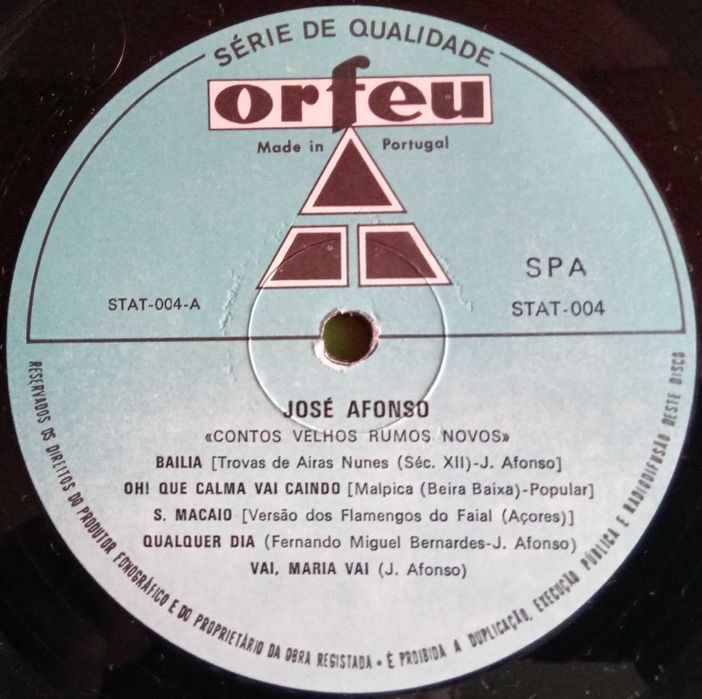 SÉRIE DE QUALIDADE
orfeu
Made in Portugal
SPA
STAT-004-A
STAT-004
JOSÉ AFONSO
«CONTOS VELHOS RUMOS NOVOS»
BAILIA [Trovas de Airas Nunes (Séc. XII)-J. Afonso]
OH! QUE CALMA VAI CAINDO [Malpica (Beira Baixa)-Popular]
S. MACAIO [Versão dos Flamengos do Faial (Açores)]
QUALQUER DIA (Fernando Miguel Bernardes-J. Afonso)
VAI, MARIA VAI (J. Afonso)
RESERVADOS OS DIREITOS DO PRODUTOR FONOGRÁFICO E DO PROPRIETÁRIO DA OBRA REGISTADA • É PROIBIDA A DUPLICAÇÃO, EXECUÇÃO PÚBLICA E RADIODIFUSÃO DESTE DISCO